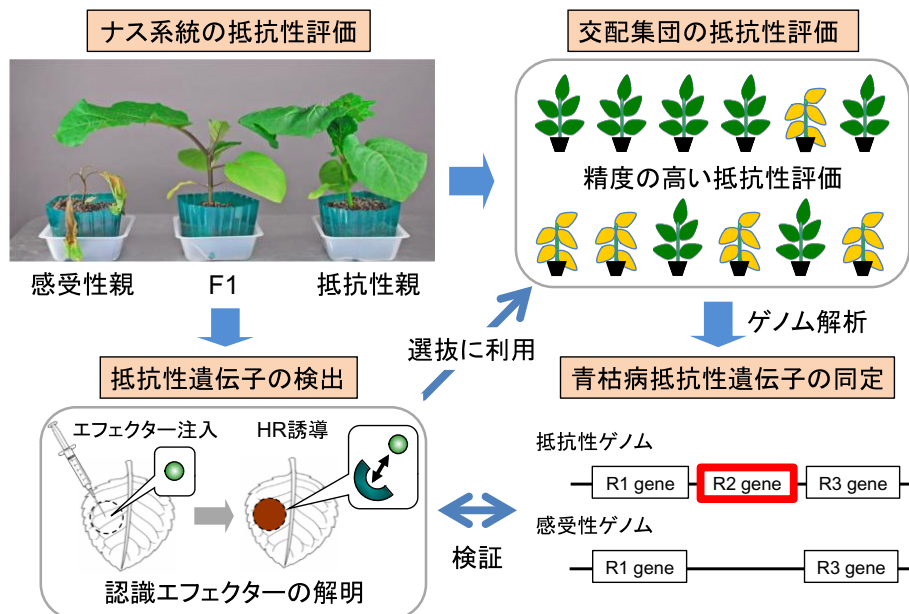 ナス系統の抵抗性評価
感受性親
F1
抵抗性親
交配集団の抵抗性評価
精度の高い抵抗性評価
ゲノム解析
選抜に利用
抵抗性遺伝子の検出
エフェクター注入
HR誘導
認識エフェクターの解明
検証
青枯病抵抗性遺伝子の同定
抵抗性ゲノム
R1 gene
R2 gene
R3 gene
感受性ゲノム
R1 gene
R3 gene